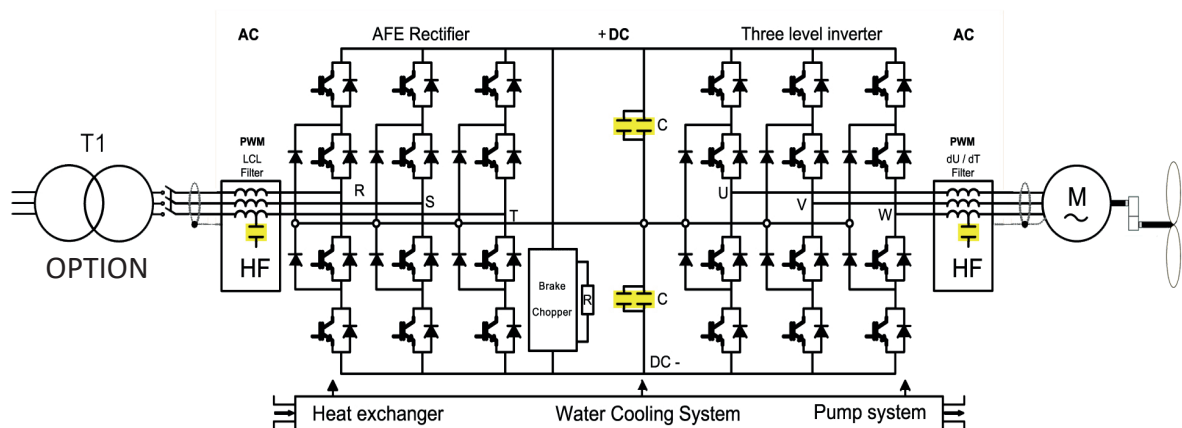 AC
AFE Rectifier
+ DC
Three level inverter
AC
T1
PWM
LCL
Filter
C
PWM
dU / dT
Filter
R
S
T
U
V
W
M
~
OPTION
HF
Brake
Chopper
R
C
HF
DC -
Heat exchanger
Water Cooling System
Pump system